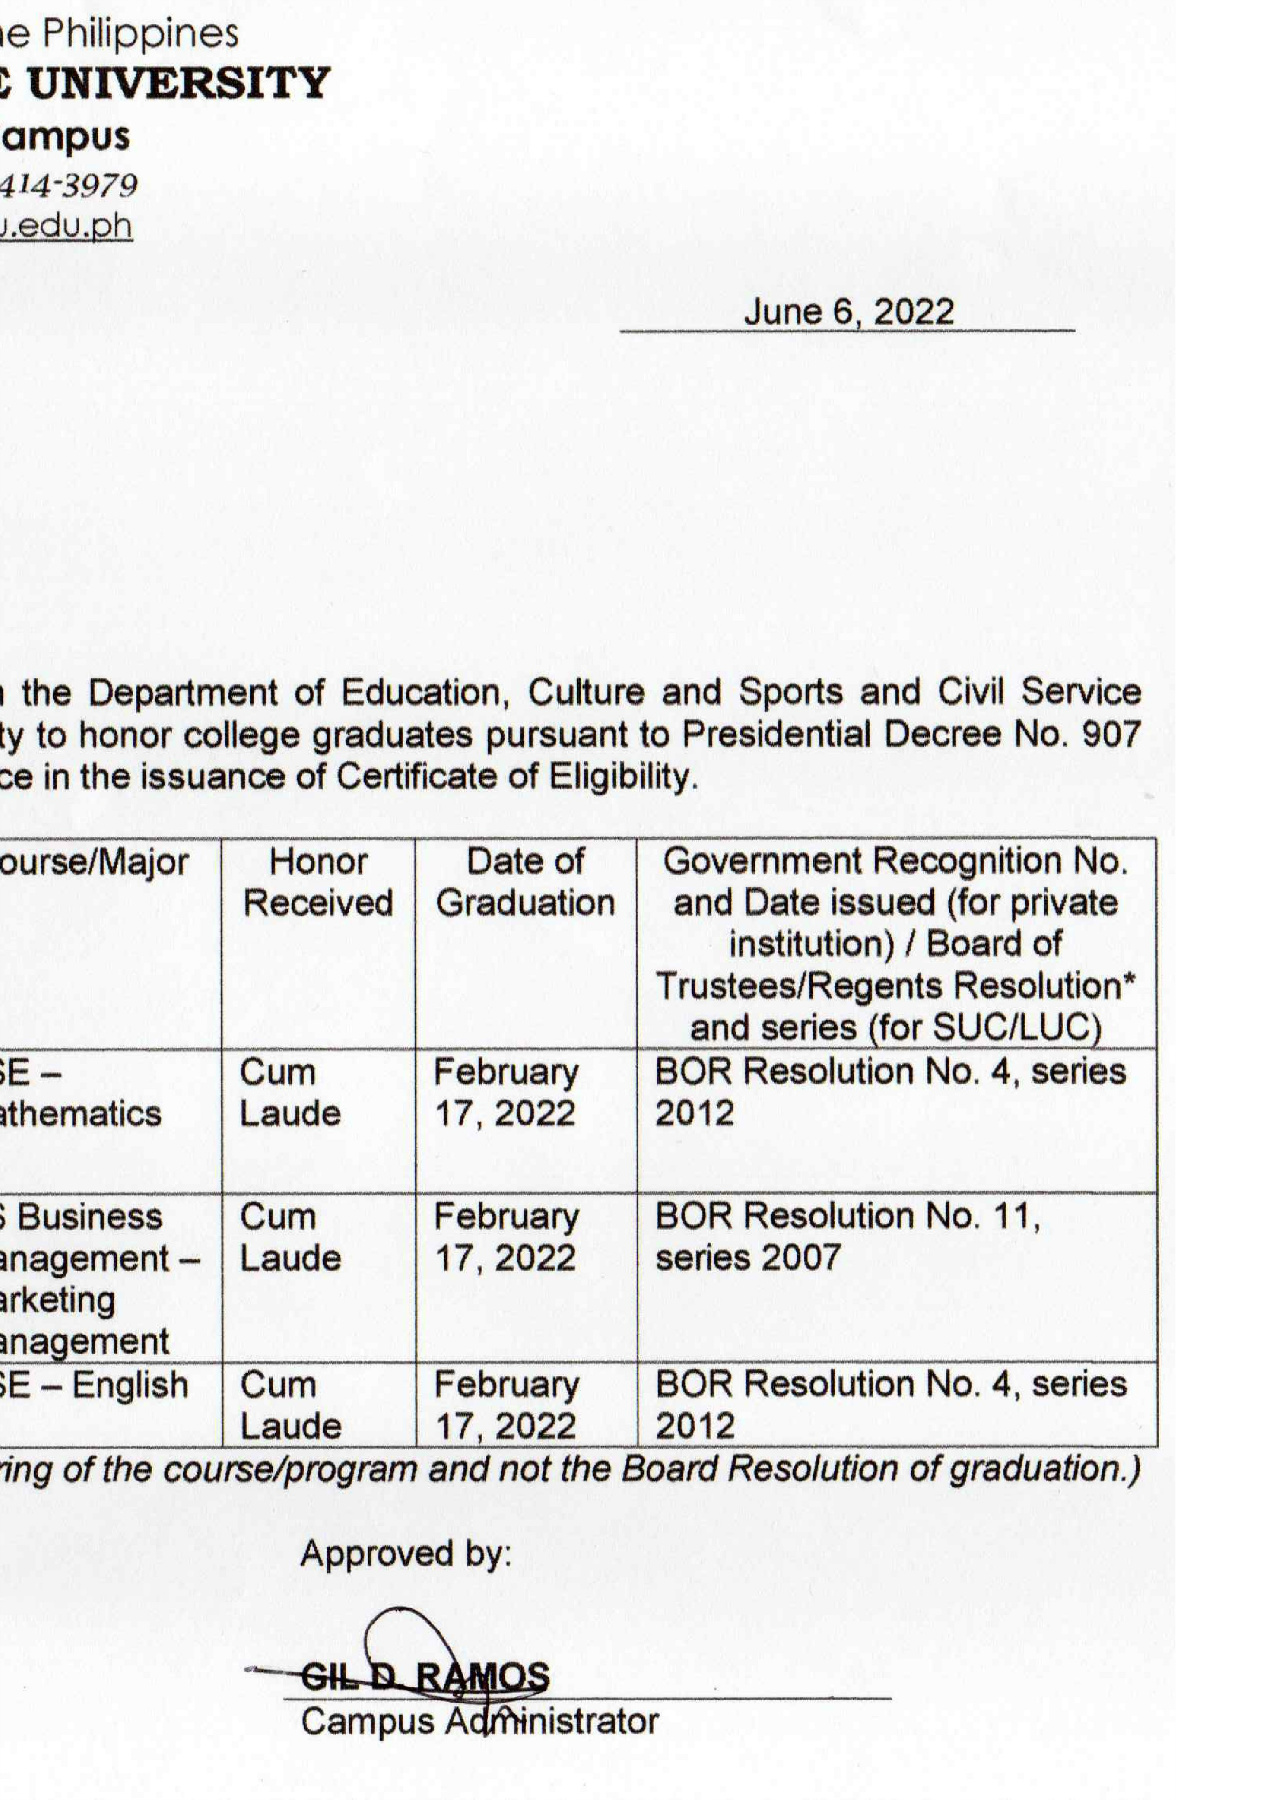 he Philippines
E UNIVERSITY
ampus
414-3979
u.edu.ph
June 6, 2022
the Department of Education, Culture and Sports and Civil Service
ty to honor college graduates pursuant to Presidential Decree No. 907
ce in the issuance of Certificate of Eligibility.
ourse/Major
Honor
Received
Date of
Graduation
Government Recognition No.
and Date issued (for private
institution) / Board of
Trustees/Regents Resolution*
and series (for SUC/LUC)
SE –
athematics
Cum
Laude
February
17, 2022
BOR Resolution No. 4, series
2012
S Business
anagement –
arketing
anagement
Cum
Laude
February
17, 2022
BOR Resolution No. 11,
series 2007
SE – English
Cum
Laude
February
17, 2022
BOR Resolution No. 4, series
2012
ring of the course/program and not the Board Resolution of graduation.)
Approved by:
GIL D. RAMOS
Campus Administrator